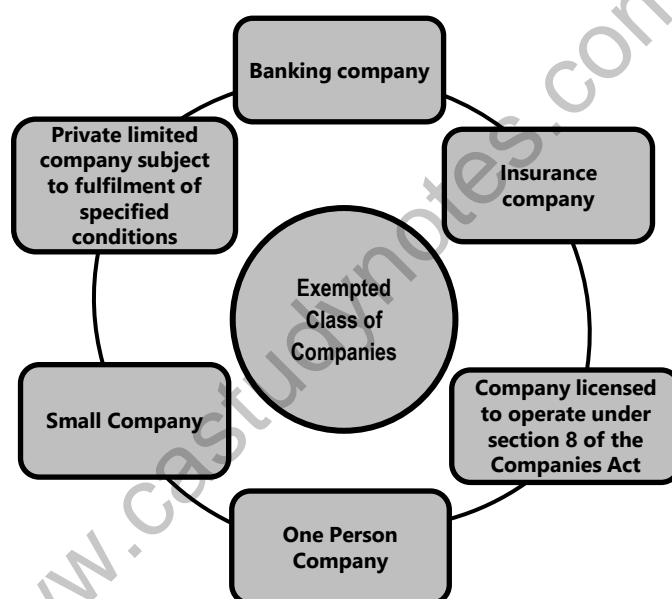 Banking company
Private limited
company subject
to fulfilment of
specified
conditions
Insurance
company
Exempted
Class of
Companies
Small Company
Company licensed
to operate under
section 8 of the
Companies Act
One Person
Company
www.castudynotes.com